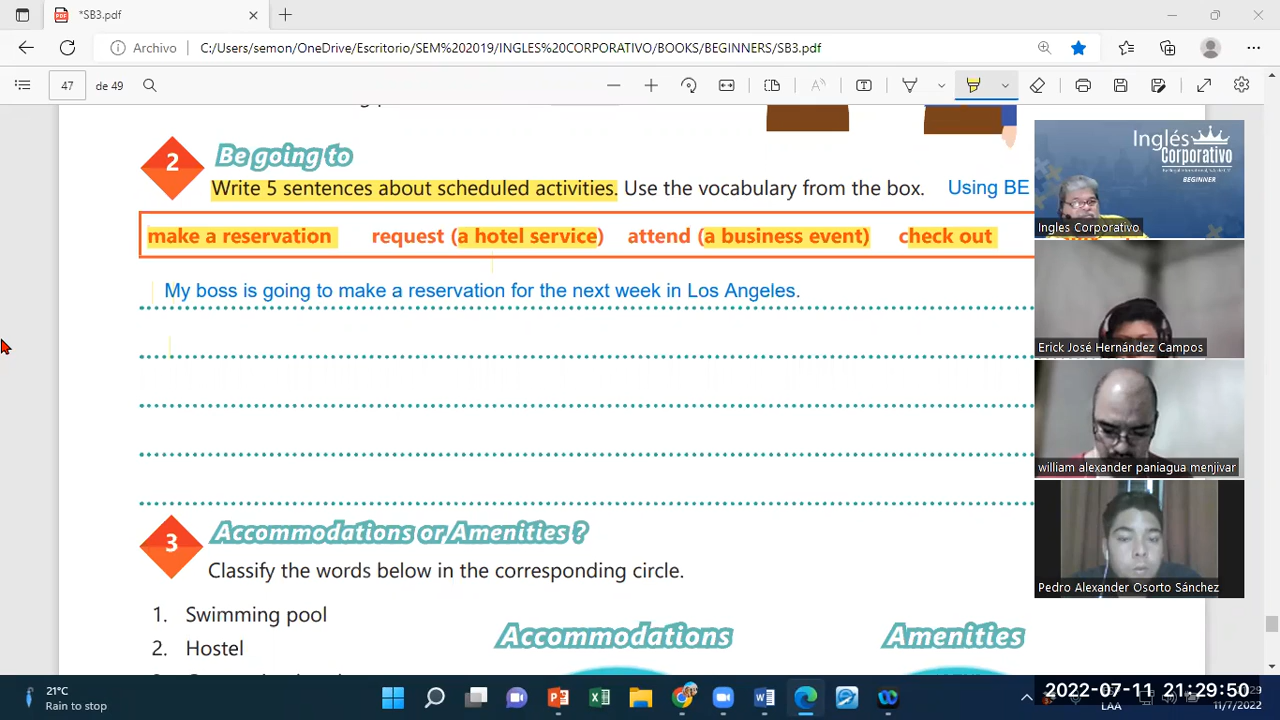 *SB3.pdf
Archivo
C:/Users/semon/OneDrive/Escritorio/SEM%202019/INGLES%20CORPORATIVO/BOOKS/BEGINNERS/SB3.pdf
47
de 49
2
Be going to
Write 5 sentences about scheduled activities. Use the vocabulary from the box. Using BE
make a reservation request (a hotel service) attend (a business event) check out
My boss is going to make a reservation for the next week in Los Angeles.
3
Accommodations or Amenities ?
Classify the words below in the corresponding circle.
1. Swimming pool
2. Hostel
Accommodations
Amenities
Inglés
Corporativo
BEGINNER
Ingles Corporativo
Erick José Hernández Campos
william alexander paniagua menjivar
Pedro Alexander Osorto Sánchez
21°C
Rain to stop
LAA
2022-07-11 21:29:50
11/7/2022